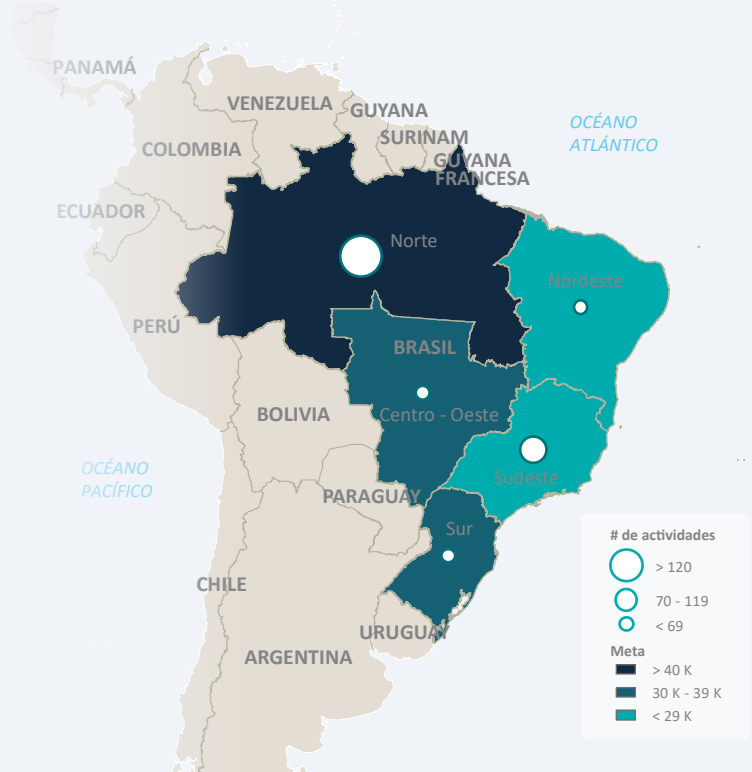 PANAMÁ
VENEZUELA
GUYANA
SURINAM
OCÉANO
ATLÁNTICO
COLOMBIA
GUYANA
FRANCESA
ECUADOR
Norte
Nordeste
PERÚ
BRASIL
BOLIVIA
Centro - Oeste
OCÉANO
PACÍFICO
Sudeste
PARAGUAY
Sur
CHILE
URUGUAY
ARGENTINA
# de actividades
> 120
70 - 119
< 69
Meta
> 40 K
30 K - 39 K
< 29 K